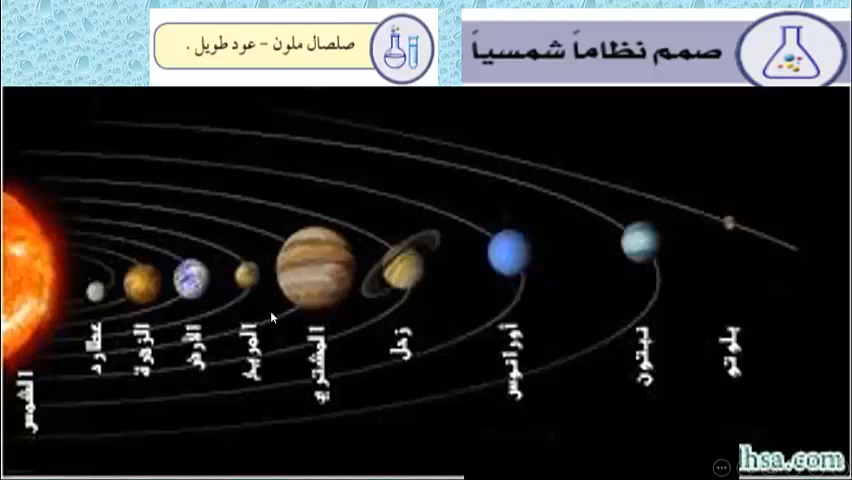 صمم نظاماً شمسياً
صلصال ملون - عود طويل .
الشمس
عطارد
الزهرة
الأرض
المريخ
المشتري
زحل
أورانوس
نبتون
بلوتو
hsa.com